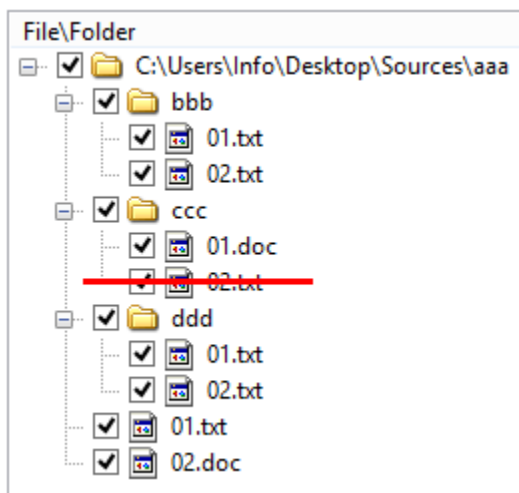 File\Folder
C:\Users\Info\Desktop\Sources\aaa
bbb
01.txt
02.txt
ccc
01.doc
02.txt
ddd
01.txt
02.txt
01.txt
02.doc